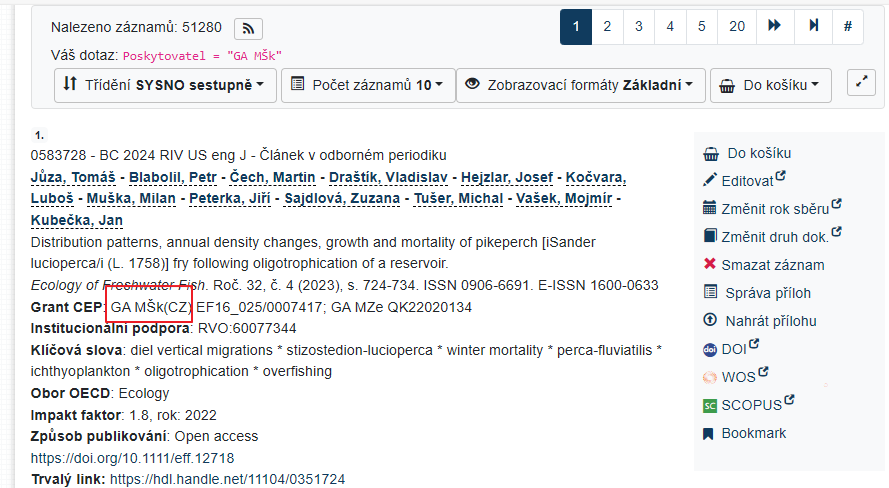 Nalezeno záznamů: 51280
1 2 3 4 5 20 #
Váš dotaz: Poskytovatel = "GA MŠk"
Třídění SYSNO sestupně
Počet záznamů 10
Zobrazovací formáty Základní
Do košíku
1.
0583728 - BC 2024 RIV US eng J - Článek v odborném periodiku
Jůza, Tomáš - Blabolil, Petr - Čech, Martin - Draštík, Vladislav - Hejzlar, Josef - Kočvara,
Luboš - Muška, Milan - Peterka, Jiří - Sajdlová, Zuzana - Tušer, Michal - Vašek, Mojmír -
Kubečka, Jan
Distribution patterns, annual density changes, growth and mortality of pikeperch [iSander
lucioperca/i (L. 1758)] fry following oligotrophication of a reservoir.
Ecology of Freshwater Fish. Roč. 32, č. 4 (2023), s. 724-734. ISSN 0906-6691. E-ISSN 1600-0633
Grant CEP: GA MŠk(CZ) EF16_025/0007417; GA MZe QK22020134
Institucionální podpora: RVO:60077344
Klíčová slova: diel vertical migrations * stizostedion-lucioperca * winter mortality * perca-fluviatilis *
ichthyoplankton * oligotrophication * overfishing
Obor OECD: Ecology
Impakt faktor: 1.8, rok: 2022
Způsob publikování: Open access
https://doi.org/10.1111/eff.12718
Trvalý link: https://hdl.handle.net/11104/0351724
Do košíku
Editovat
Změnit rok sběru
Změnit druh dok.
Smazat záznam
Správa příloh
Nahrát přílohu
doi DOI
WOS
SC SCOPUS
Bookmark